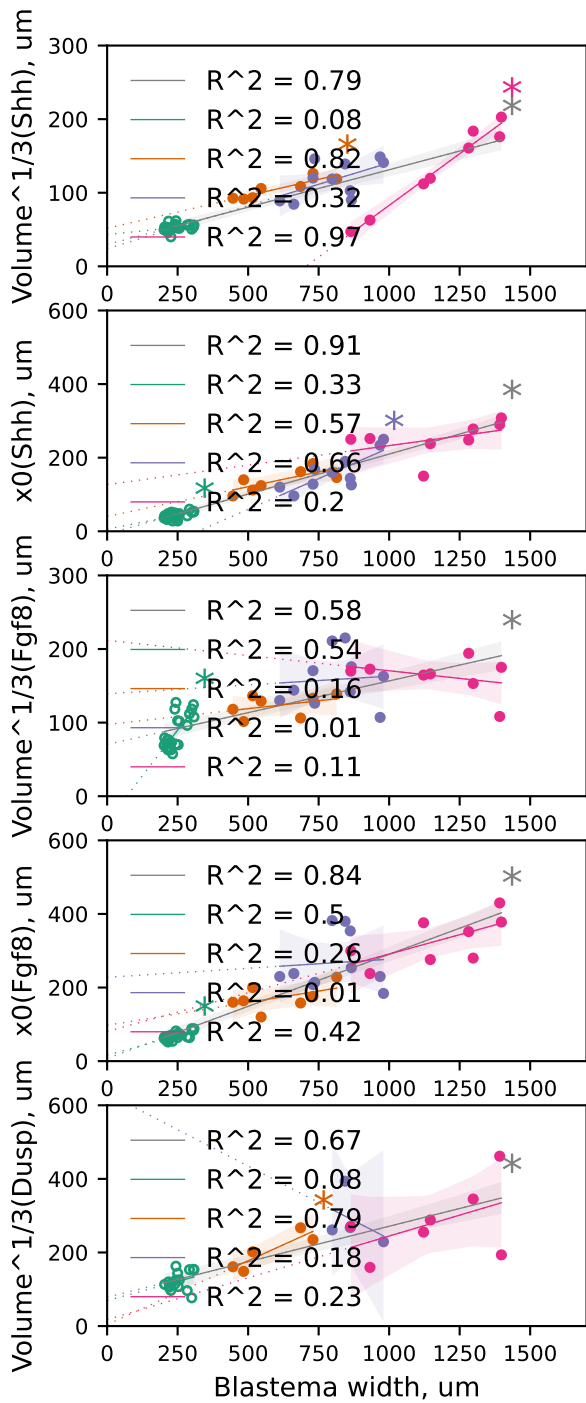 Volume^1/3(Shh), um
300
200
100
0
R^2 = 0.79
R^2 = 0.08
R^2 = 0.82
R^2 = 0.32
R^2 = 0.97
0 250 500 750 1000 1250 1500
x0(Shh), um
600
400
200
0
R^2 = 0.91
R^2 = 0.33
R^2 = 0.57
R^2 = 0.66
R^2 = 0.2
0 250 500 750 1000 1250 1500
Volume^1/3(Fgf8), um
300
200
100
0
R^2 = 0.58
R^2 = 0.54
R^2 = 0.16
R^2 = 0.01
R^2 = 0.11
0 250 500 750 1000 1250 1500
x0(Fgf8), um
600
400
200
0
R^2 = 0.84
R^2 = 0.5
R^2 = 0.26
R^2 = 0.01
R^2 = 0.42
0 250 500 750 1000 1250 1500
Volume^1/3(Dusp), um
600
400
200
0
R^2 = 0.67
R^2 = 0.08
R^2 = 0.79
R^2 = 0.18
R^2 = 0.23
0 250 500 750 1000 1250 1500
Blastema width, um